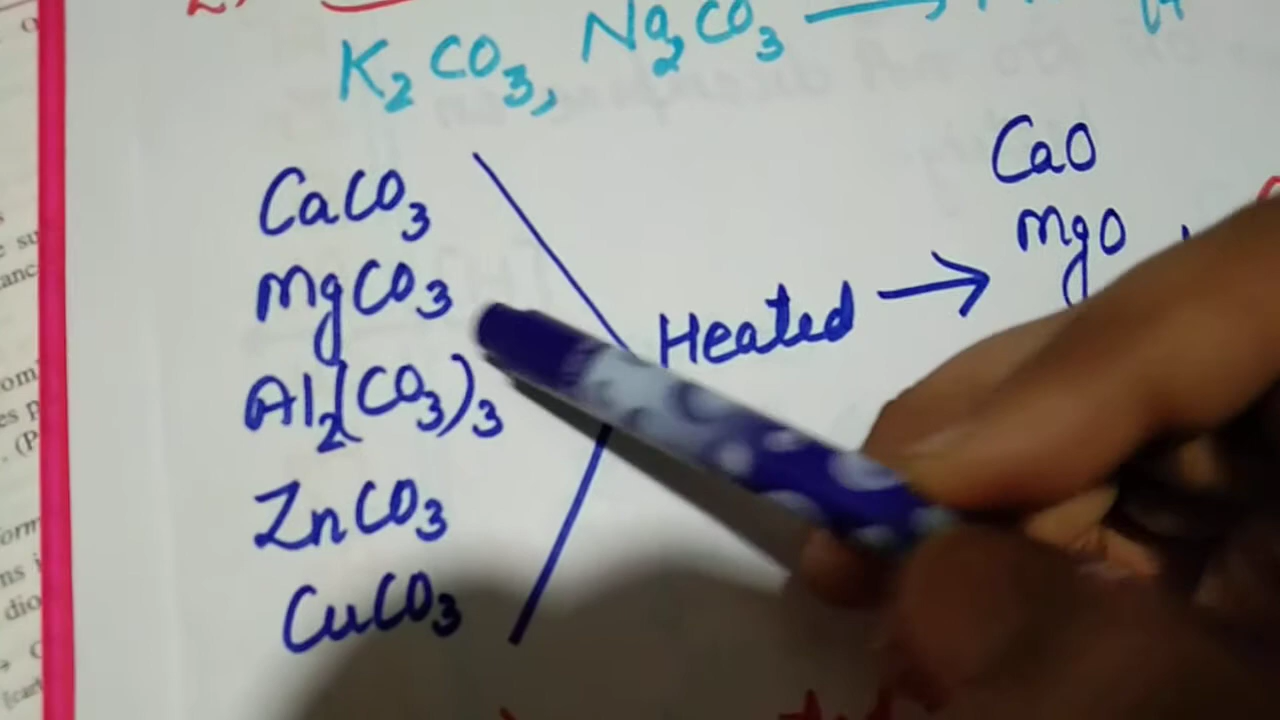 K2CO3, Na2CO3 →
CaCO3
MgCO3
Al2(CO3)3
ZnCO3
CuCO3
Heated →
CaO
MgO